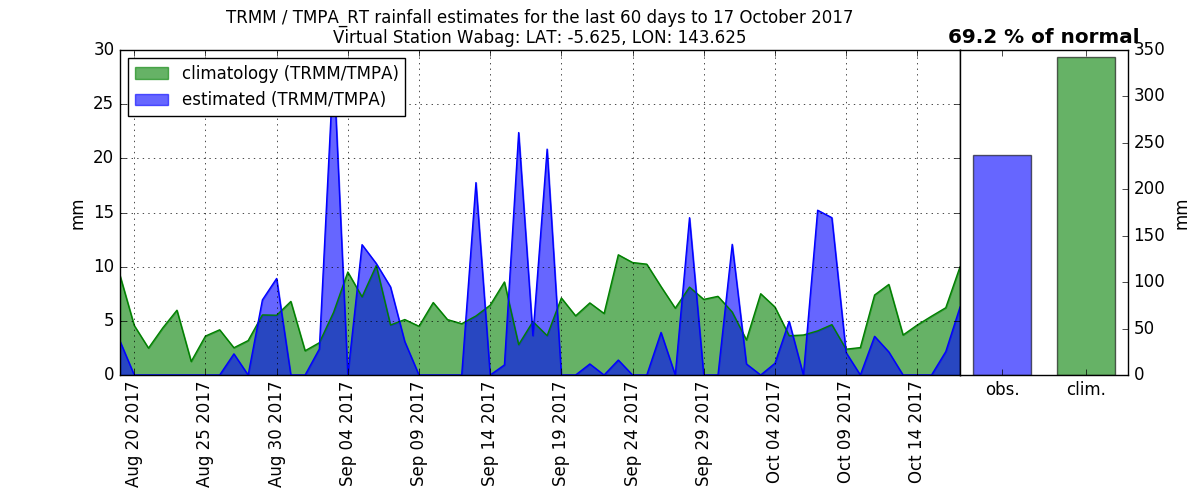 TRMM / TMPA_RT rainfall estimates for the last 60 days to 17 October 2017
Virtual Station Wabag: LAT: -5.625, LON: 143.625
69.2 % of normal
climatology (TRMM/TMPA)
estimated (TRMM/TMPA)
30
25
20
15
10
5
0
mm
Aug 20 2017
Aug 25 2017
Aug 30 2017
Sep 04 2017
Sep 09 2017
Sep 14 2017
Sep 19 2017
Sep 24 2017
Sep 29 2017
Oct 04 2017
Oct 09 2017
Oct 14 2017
350
300
250
200
150
100
50
0
mm
obs.
clim.